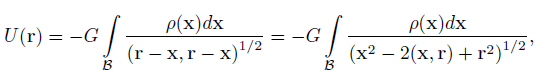 U(r) = −G ∫_B ρ(x)dx / (r − x, r − x)^{1/2} = −G ∫_B ρ(x)dx / (x² − 2(x, r) + r²)^{1/2},